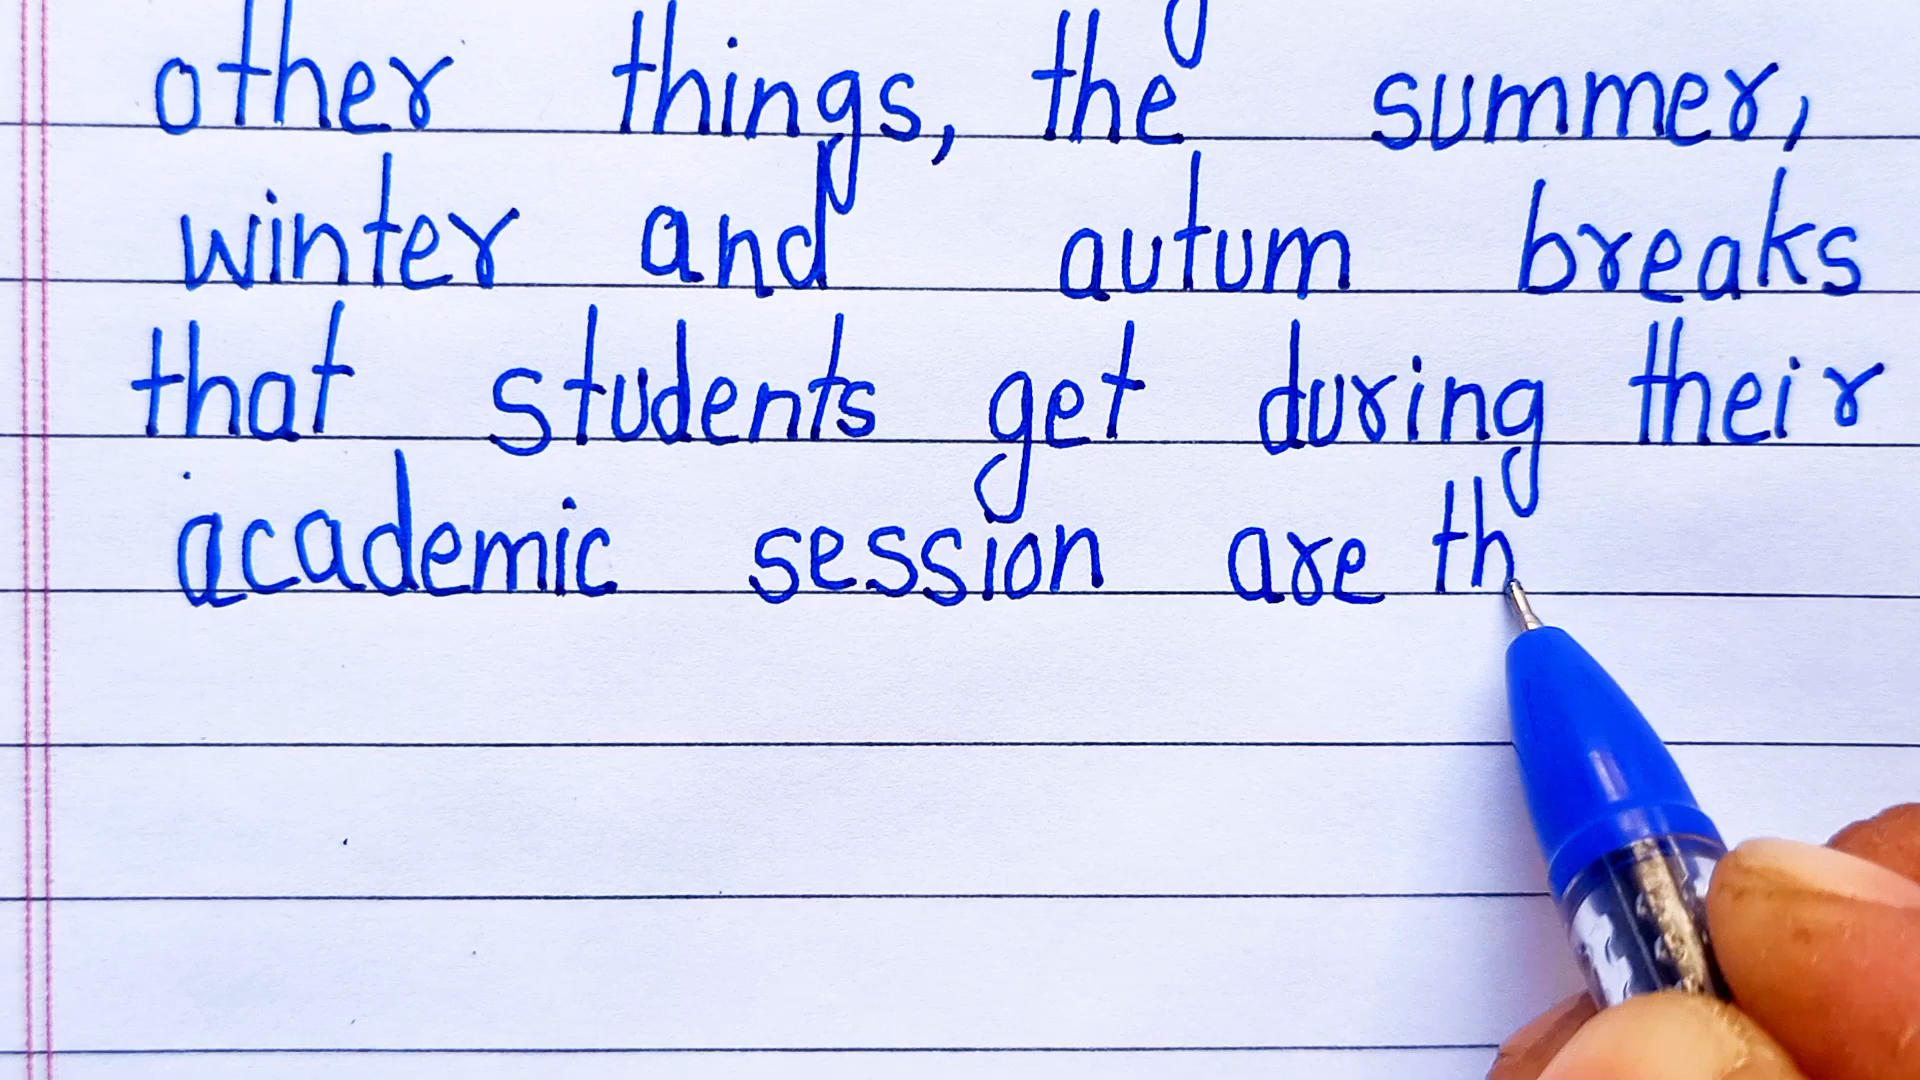 other things, the summer,
winter and autum breaks
that students get during their
academic session are th